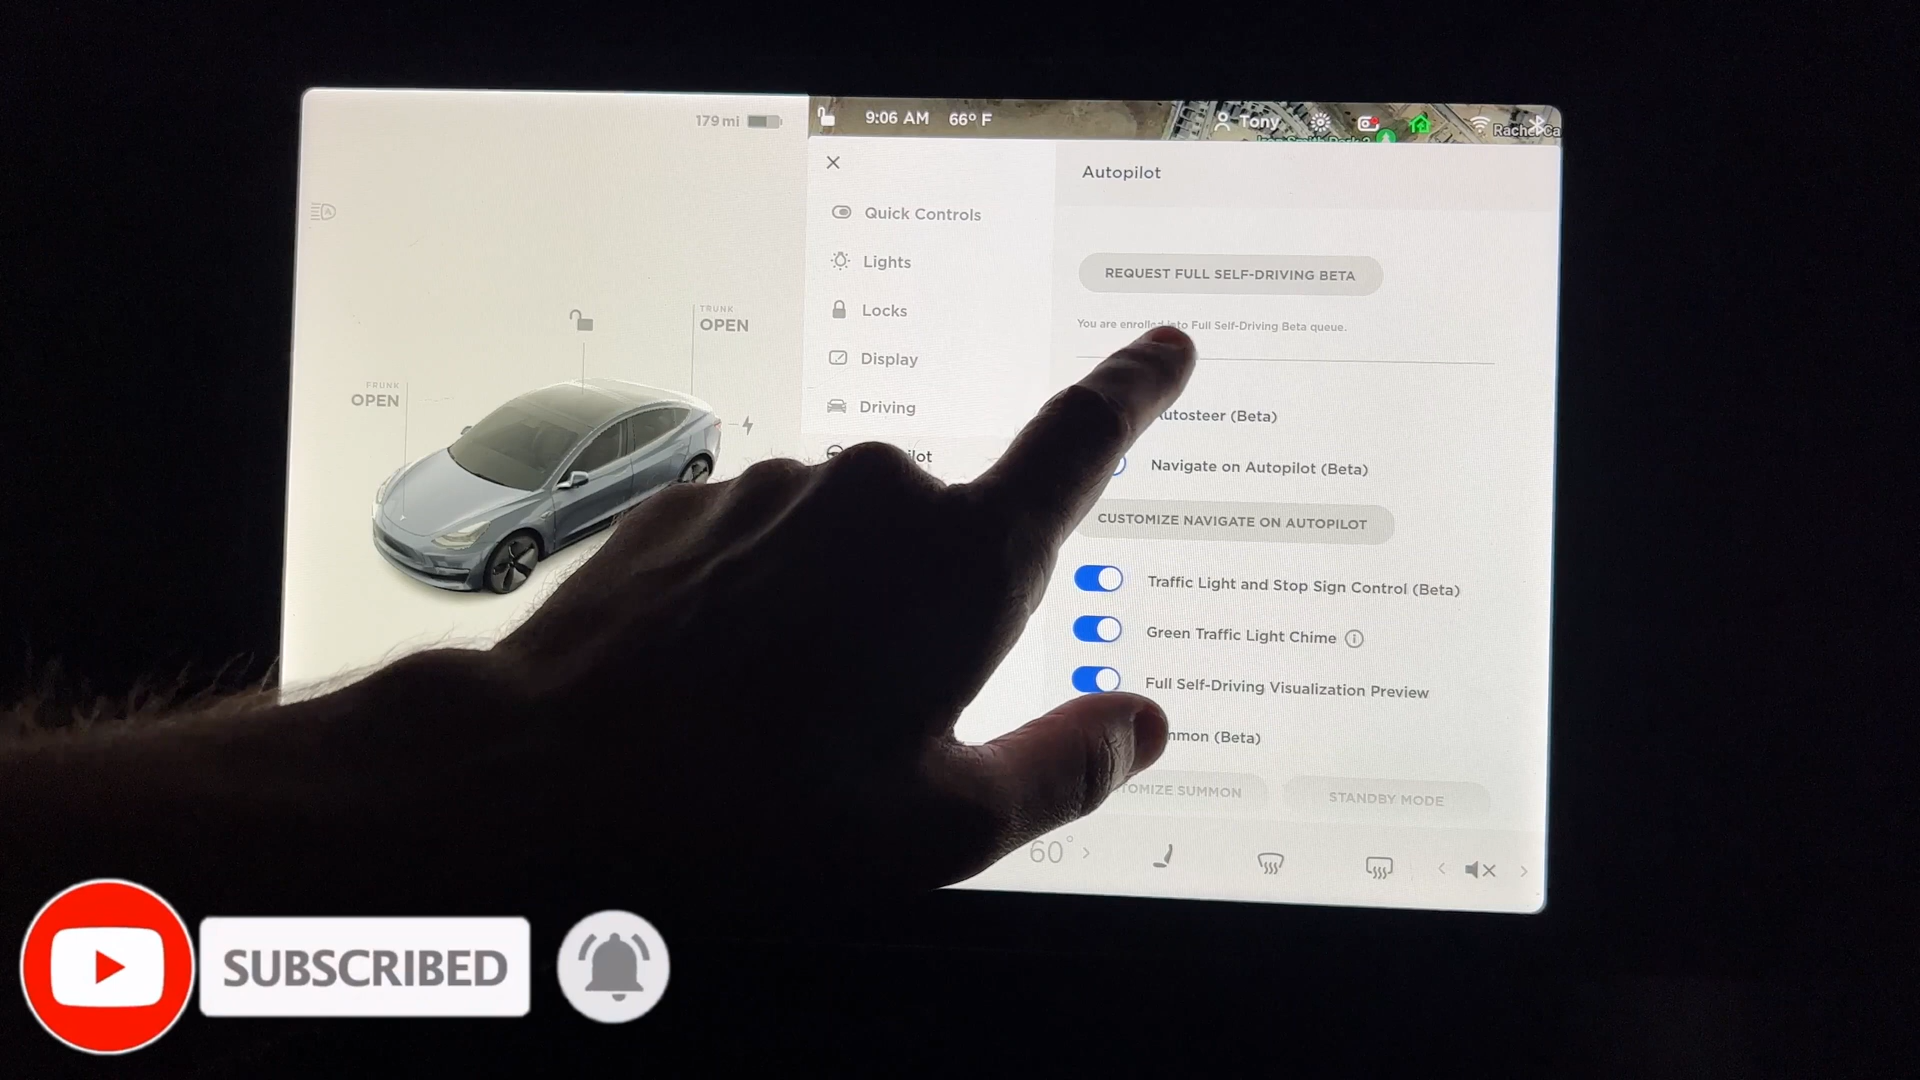 179 mi
9:06 AM 66° F
Tony
Autopilot
Quick Controls
Lights
Locks
Display
Driving
REQUEST FULL SELF-DRIVING BETA
You are enrolled into Full Self-Driving Beta queue.
Autosteer (Beta)
Navigate on Autopilot (Beta)
CUSTOMIZE NAVIGATE ON AUTOPILOT
Traffic Light and Stop Sign Control (Beta)
Green Traffic Light Chime
Full Self-Driving Visualization Preview
(Beta)
SUMMON
STANDBY MODE
TRUNK
OPEN
FRUNK
OPEN
60°
SUBSCRIBED